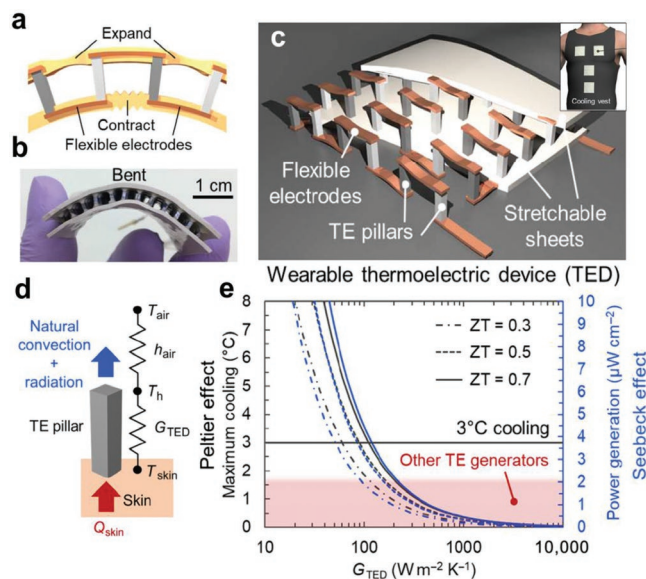 a
Expand
Contract
Flexible electrodes
b
Bent
1 cm
c
Cooling vest
Flexible
electrodes
TE pillars
Stretchable
sheets
Wearable thermoelectric device (TED)
d
Natural
convection
+
radiation
TE pillar
T_air
h_air
T_h
G_TED
T_skin
Skin
Q_skin
e
Peltier effect
Maximum cooling (°C)
8
7
6
5
4
3
2
1
0
ZT = 0.3
ZT = 0.5
ZT = 0.7
3°C cooling
Other TE generators
10
9
8
7
6
5
4
3
2
1
0
Power generation (μW cm⁻²)
Seebeck effect
10
100
1000
10,000
G_TED (W m⁻² K⁻¹)